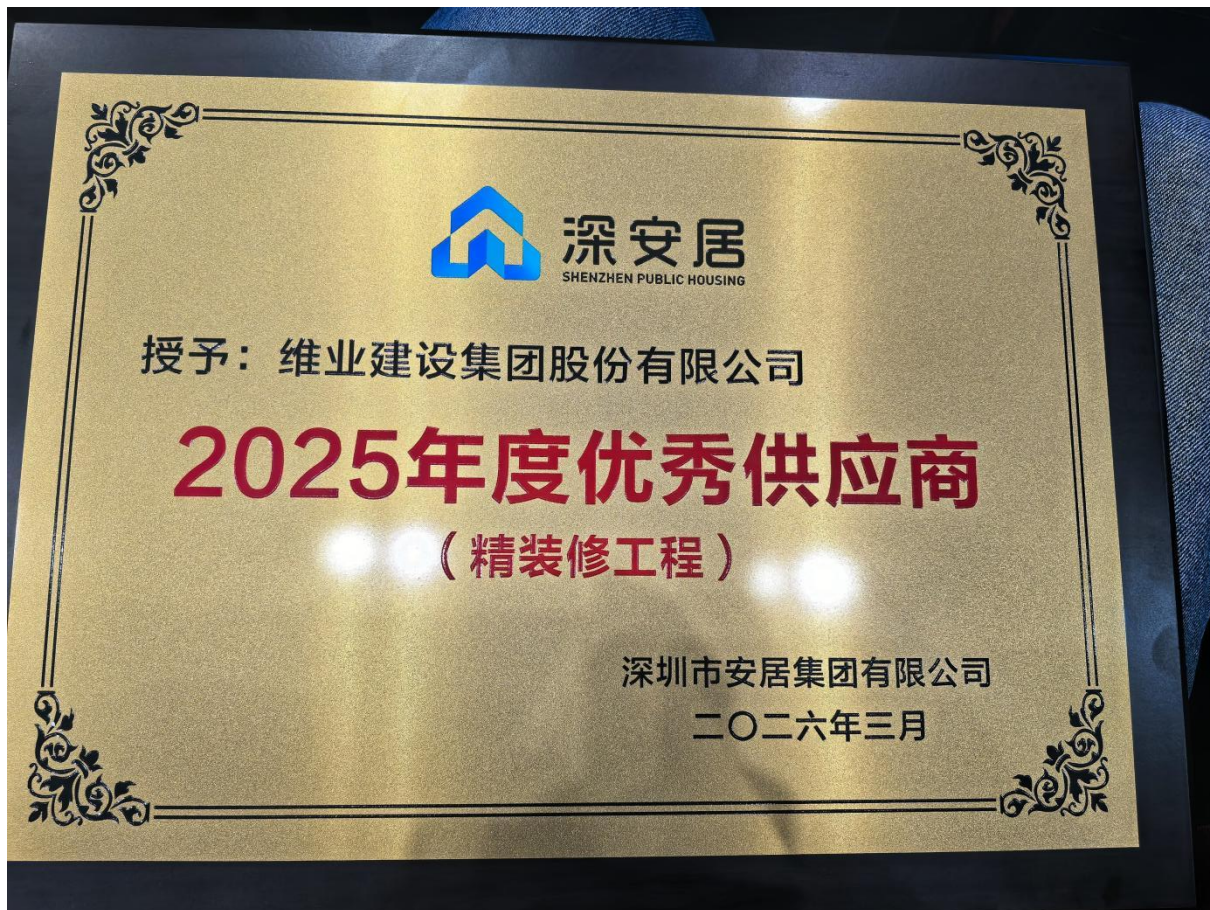 深安居
SHENZHEN PUBLIC HOUSING
授予：维业建设集团股份有限公司
2025年度优秀供应商
（精装修工程）
深圳市安居集团有限公司
二〇二六年三月